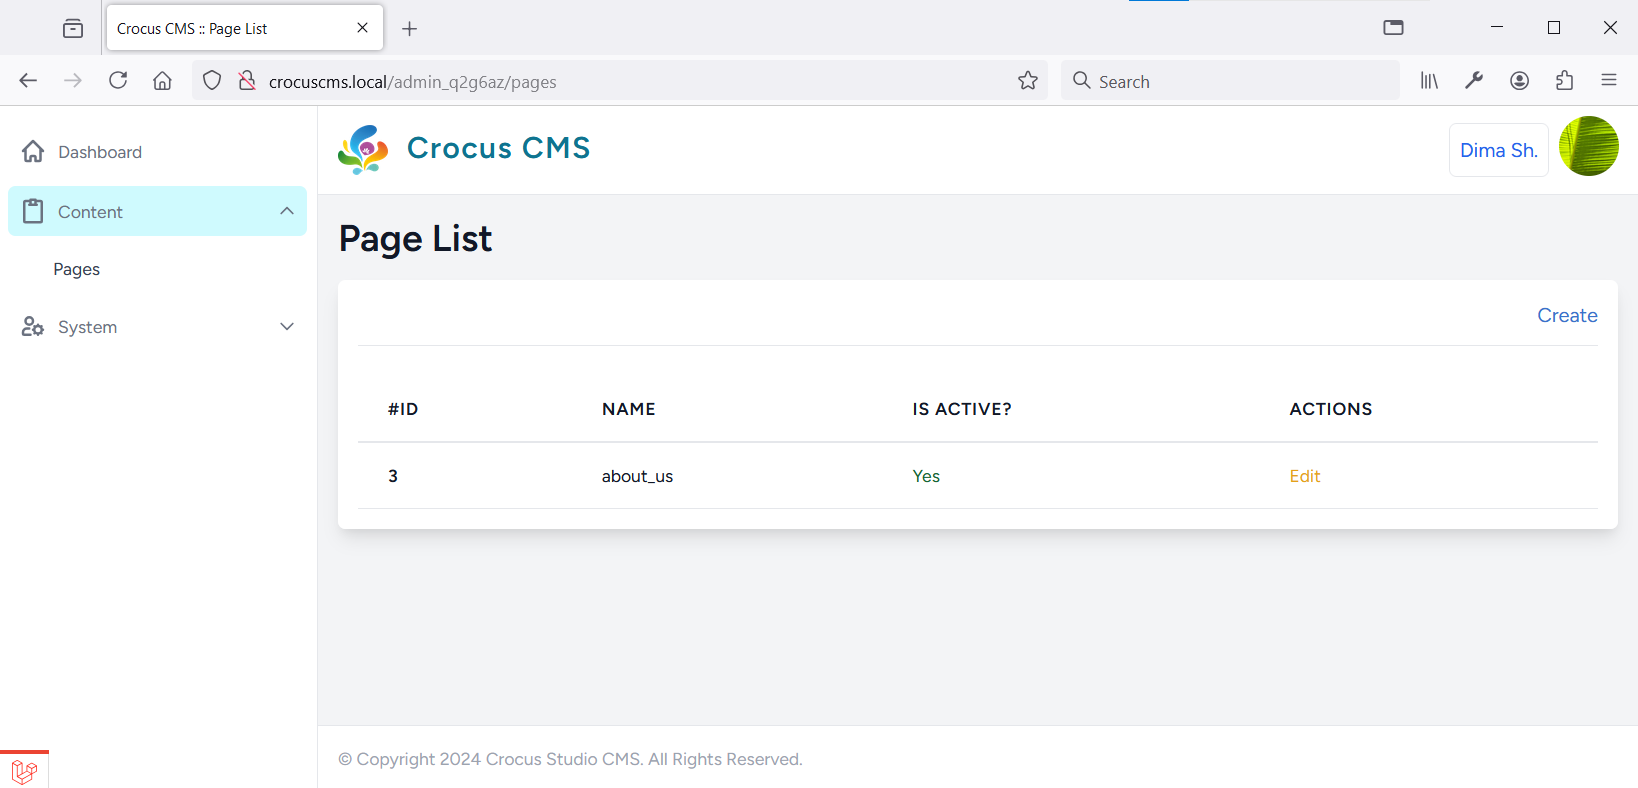 Crocus CMS :: Page List
crocuscms.local/admin_q2g6az/pages
Search
Dashboard
Content
Pages
System
Crocus CMS
Dima Sh.
Page List
Create
#ID NAME IS ACTIVE? ACTIONS
3 about_us Yes Edit
© Copyright 2024 Crocus Studio CMS. All Rights Reserved.